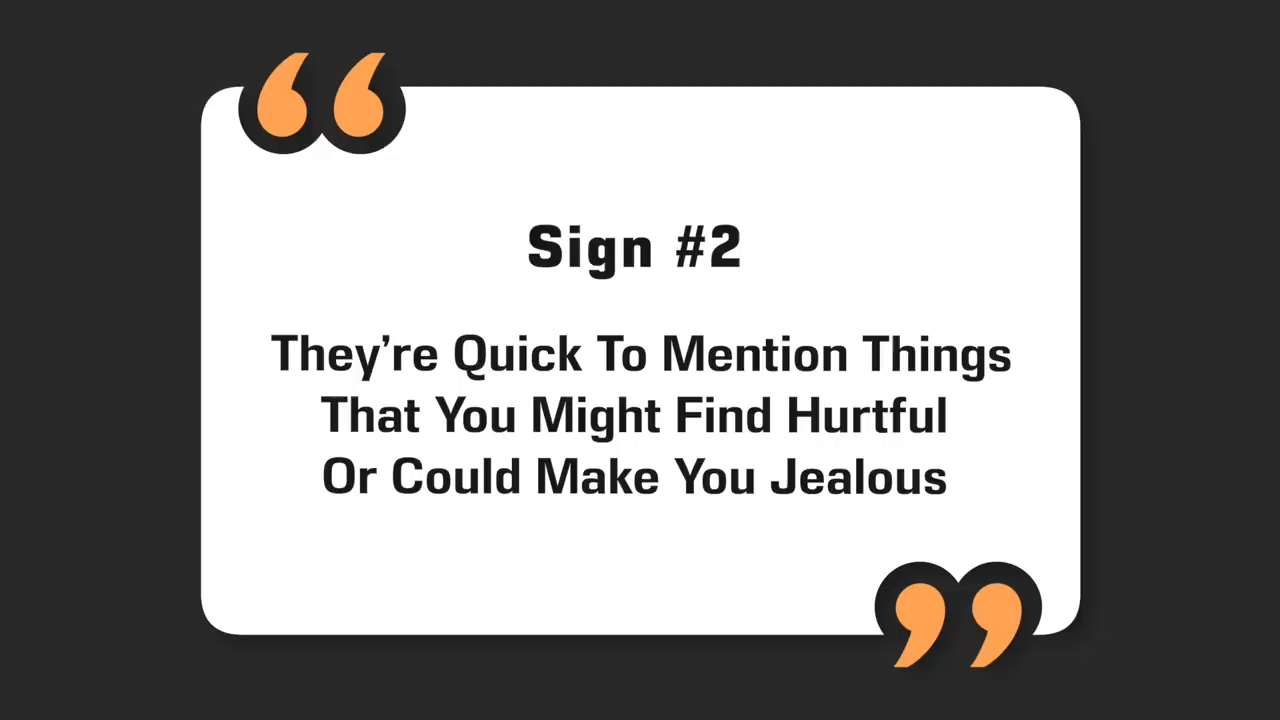 Sign #2
They’re Quick To Mention Things
That You Might Find Hurtful
Or Could Make You Jealous